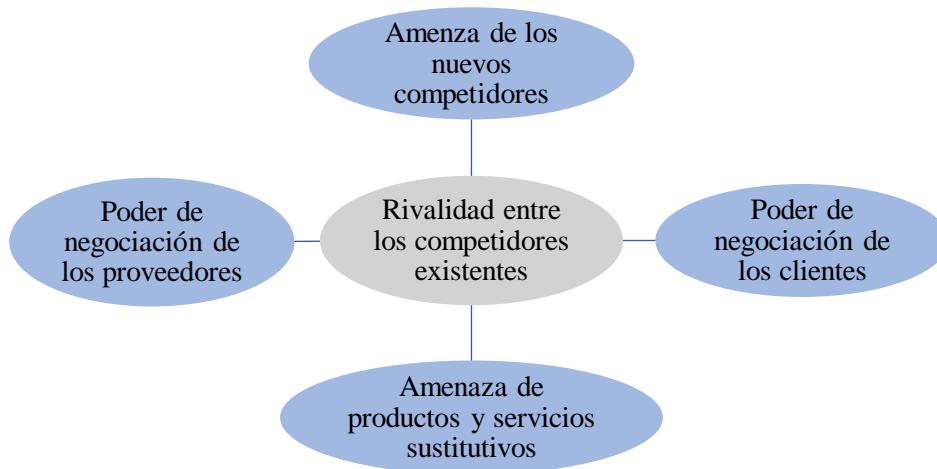 Amenza de los
nuevos
competidores
Poder de
negociación de
los proveedores
Rivalidad entre
los competidores
existentes
Poder de
negociación de
los clientes
Amenaza de
productos y servicios
sustitutivos